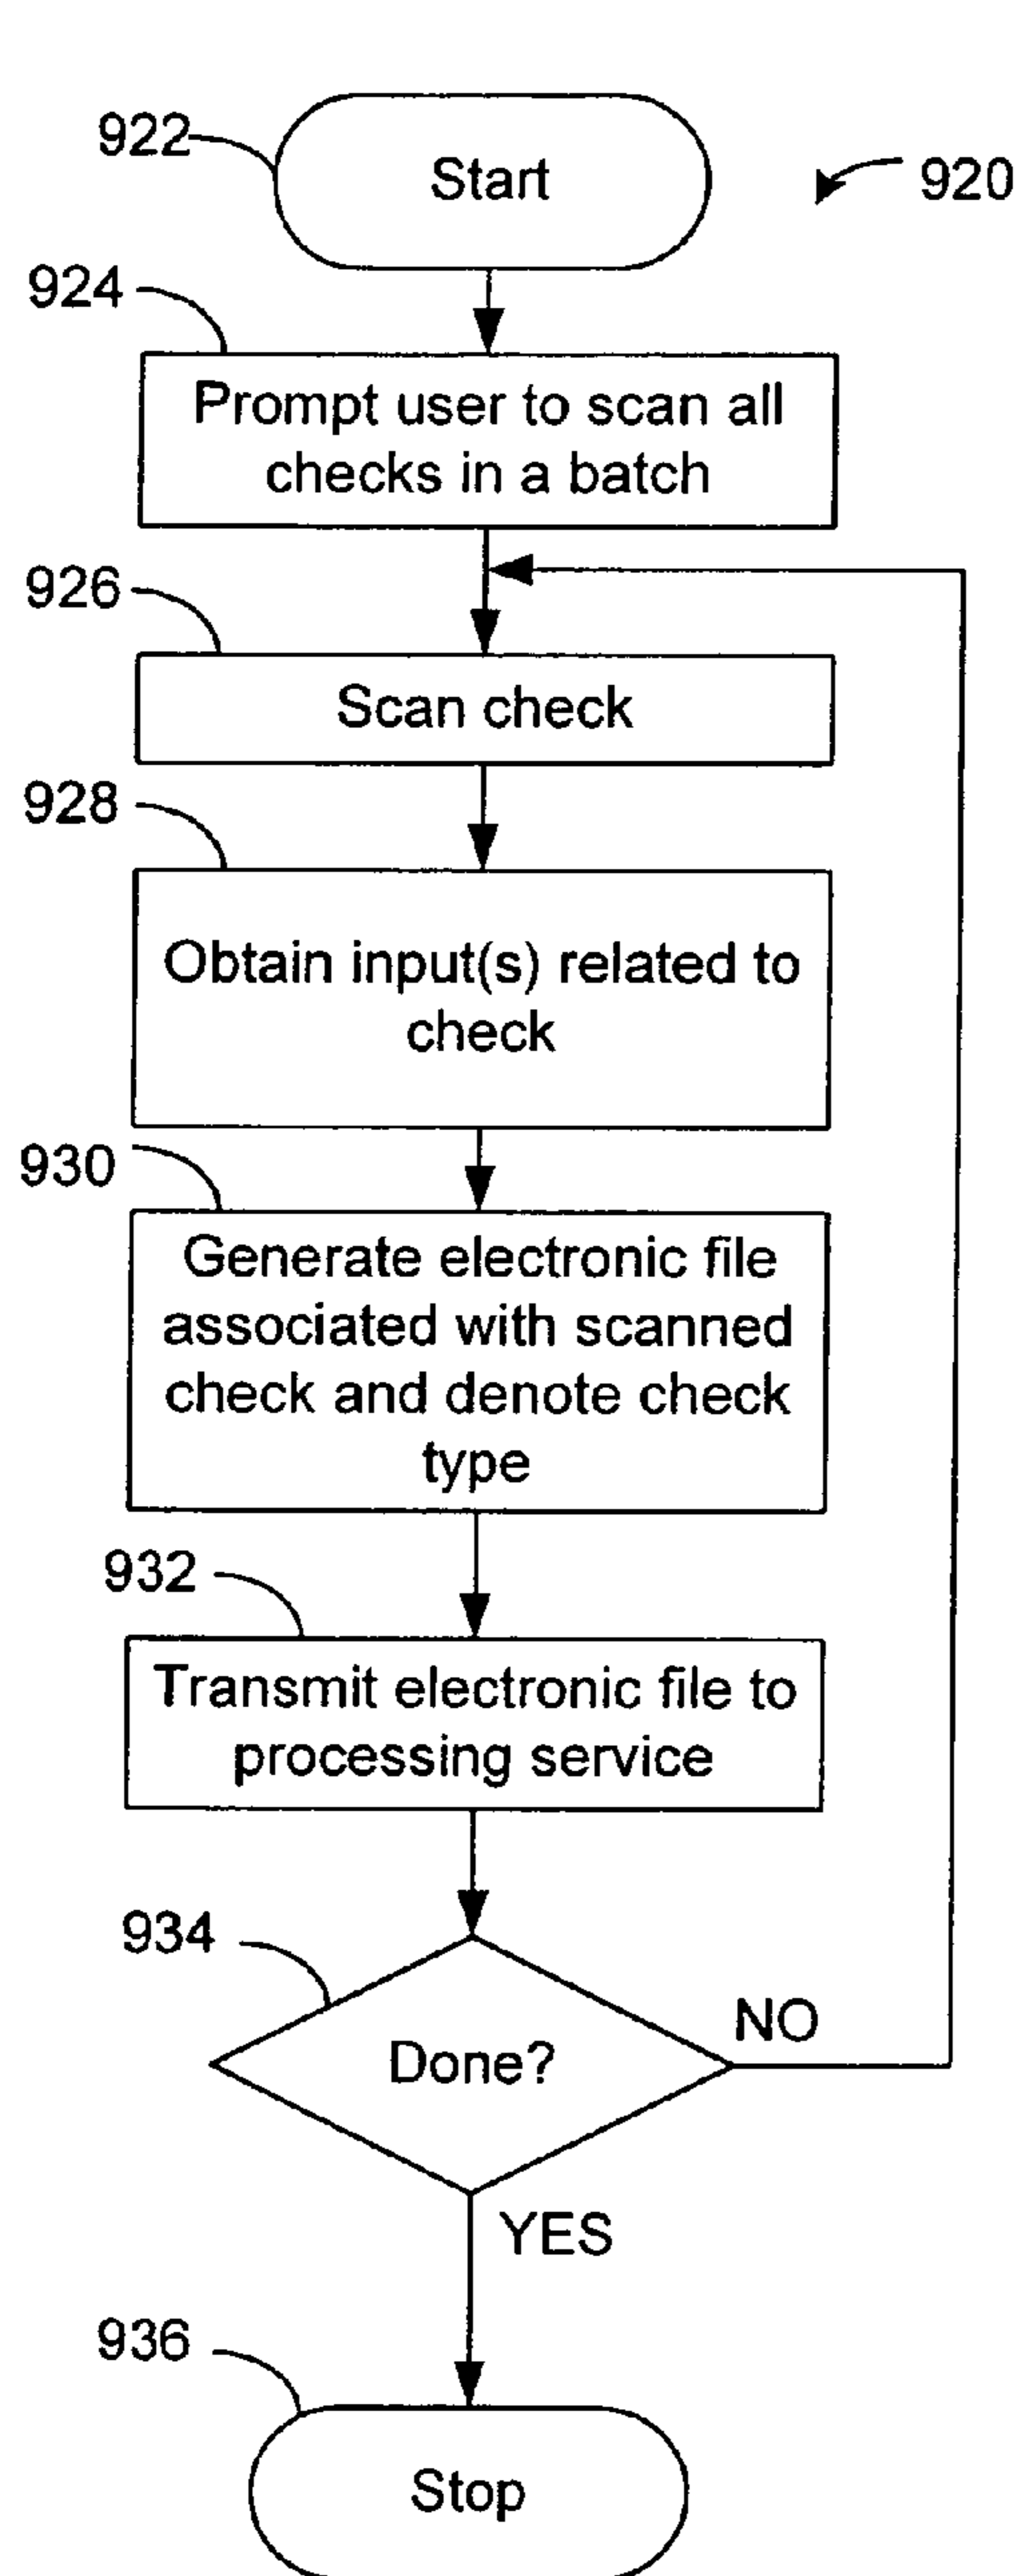 922
Start
920
924
Prompt user to scan all
checks in a batch
926
Scan check
928
Obtain input(s) related to
check
930
Generate electronic file
associated with scanned
check and denote check
type
932
Transmit electronic file to
processing service
934
Done?
NO
YES
936
Stop